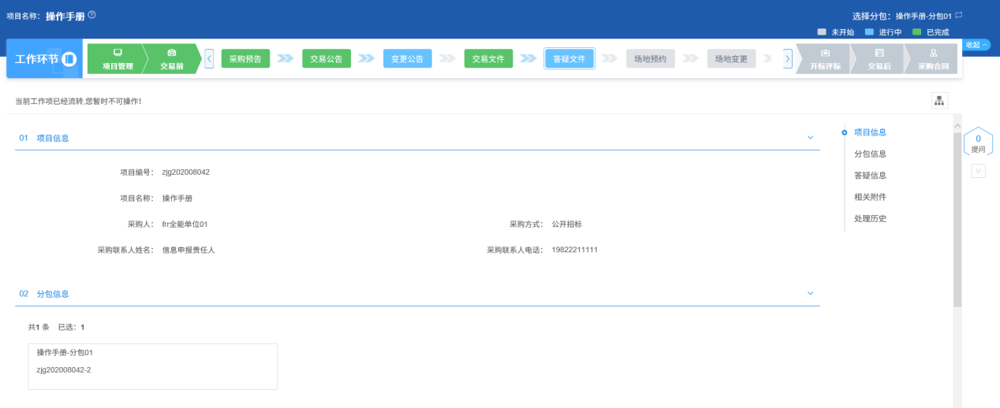 项目名称： 操作手册
选择分包： 操作手册-分包01
未开始 进行中 已完成
收起
工作环节 项目管理 交易前 采购预告 交易公告 变更公告 交易文件 答疑文件 场地预约 场地变更 开标评标 交易后 采购合同
当前工作项已经流转,您暂时不可操作!
01 项目信息
项目编号： zjg202008042
项目名称： 操作手册
采购人： frr全能单位01 采购方式： 公开招标
采购联系人姓名： 信息申报责任人 采购联系人电话： 19822211111
02 分包信息
共1 条 已选：1
操作手册-分包01
zjg202008042-2
项目信息
分包信息
答疑信息
相关附件
处理历史
0
提问